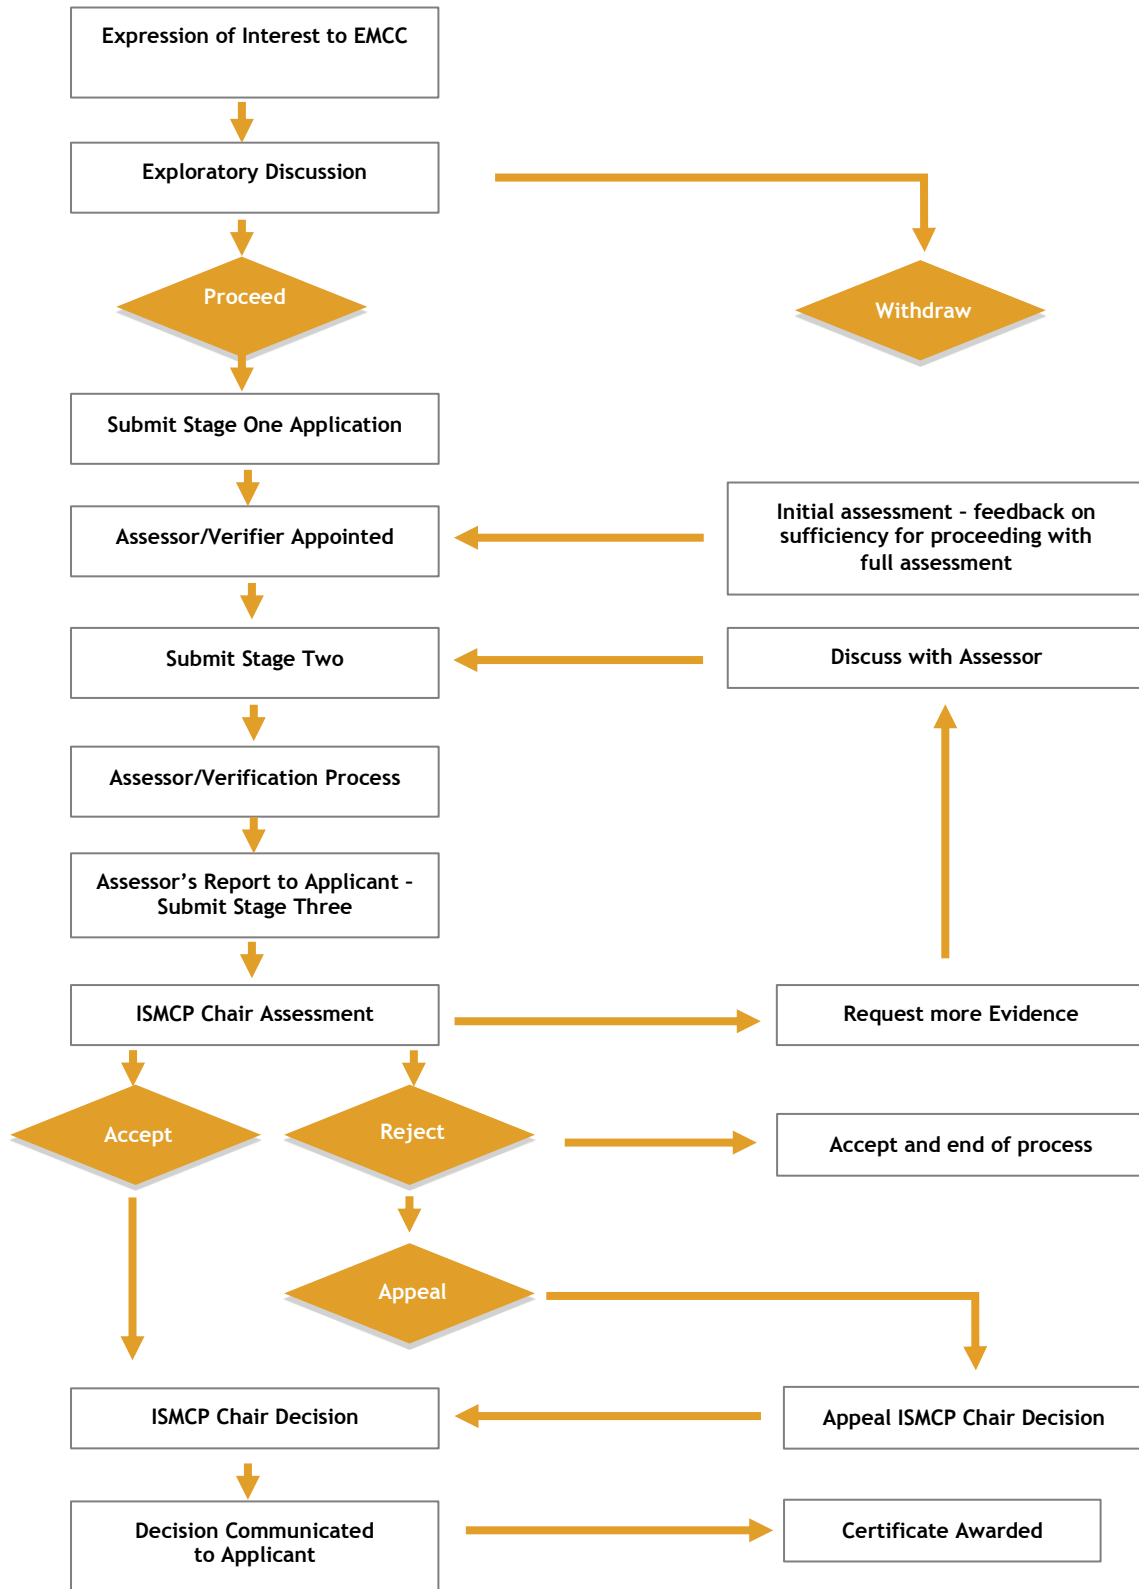 Expression of Interest to EMCC
Exploratory Discussion
Proceed
Withdraw
Submit Stage One Application
Assessor/Verifier Appointed
Initial assessment – feedback on
sufficiency for proceeding with
full assessment
Submit Stage Two
Discuss with Assessor
Assessor/Verification Process
Assessor’s Report to Applicant –
Submit Stage Three
ISMCP Chair Assessment
Request more Evidence
Accept
Reject
Accept and end of process
Appeal
ISMCP Chair Decision
Appeal ISMCP Chair Decision
Decision Communicated
to Applicant
Certificate Awarded